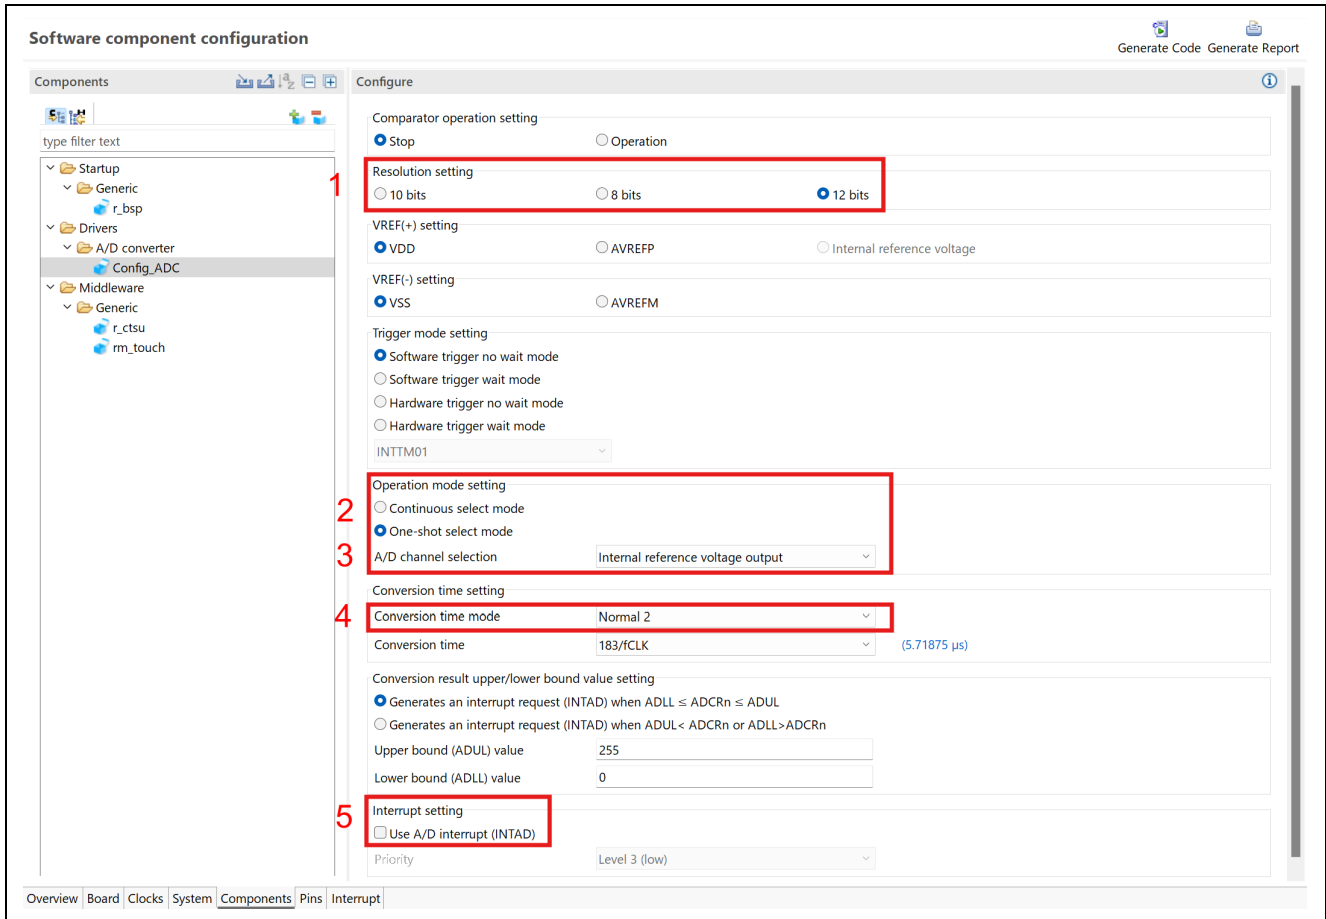 Software component configuration
Generate Code Generate Report
Components
type filter text
Startup
Generic
r_bsp
Drivers
A/D converter
Config_ADC
Middleware
Generic
r_ctsu
rm_touch
Configure
Comparator operation setting
Stop Operation
1
Resolution setting
10 bits 8 bits 12 bits
VREF(+) setting
VDD AVREFP Internal reference voltage
VREF(-) setting
VSS AVREFM
Trigger mode setting
Software trigger no wait mode
Software trigger wait mode
Hardware trigger no wait mode
Hardware trigger wait mode
INTTM01
Operation mode setting
2 Continuous select mode
One-shot select mode
3 A/D channel selection Internal reference voltage output
Conversion time setting
4 Conversion time mode Normal 2
Conversion time 183/fCLK (5.71875 μs)
Conversion result upper/lower bound value setting
Generates an interrupt request (INTAD) when ADLL ≤ ADCRn ≤ ADUL
Generates an interrupt request (INTAD) when ADUL< ADCRn or ADLL>ADCRn
Upper bound (ADUL) value 255
Lower bound (ADLL) value 0
5 Interrupt setting
Use A/D interrupt (INTAD)
Priority Level 3 (low)
Overview Board Clocks System Components Pins Interrupt